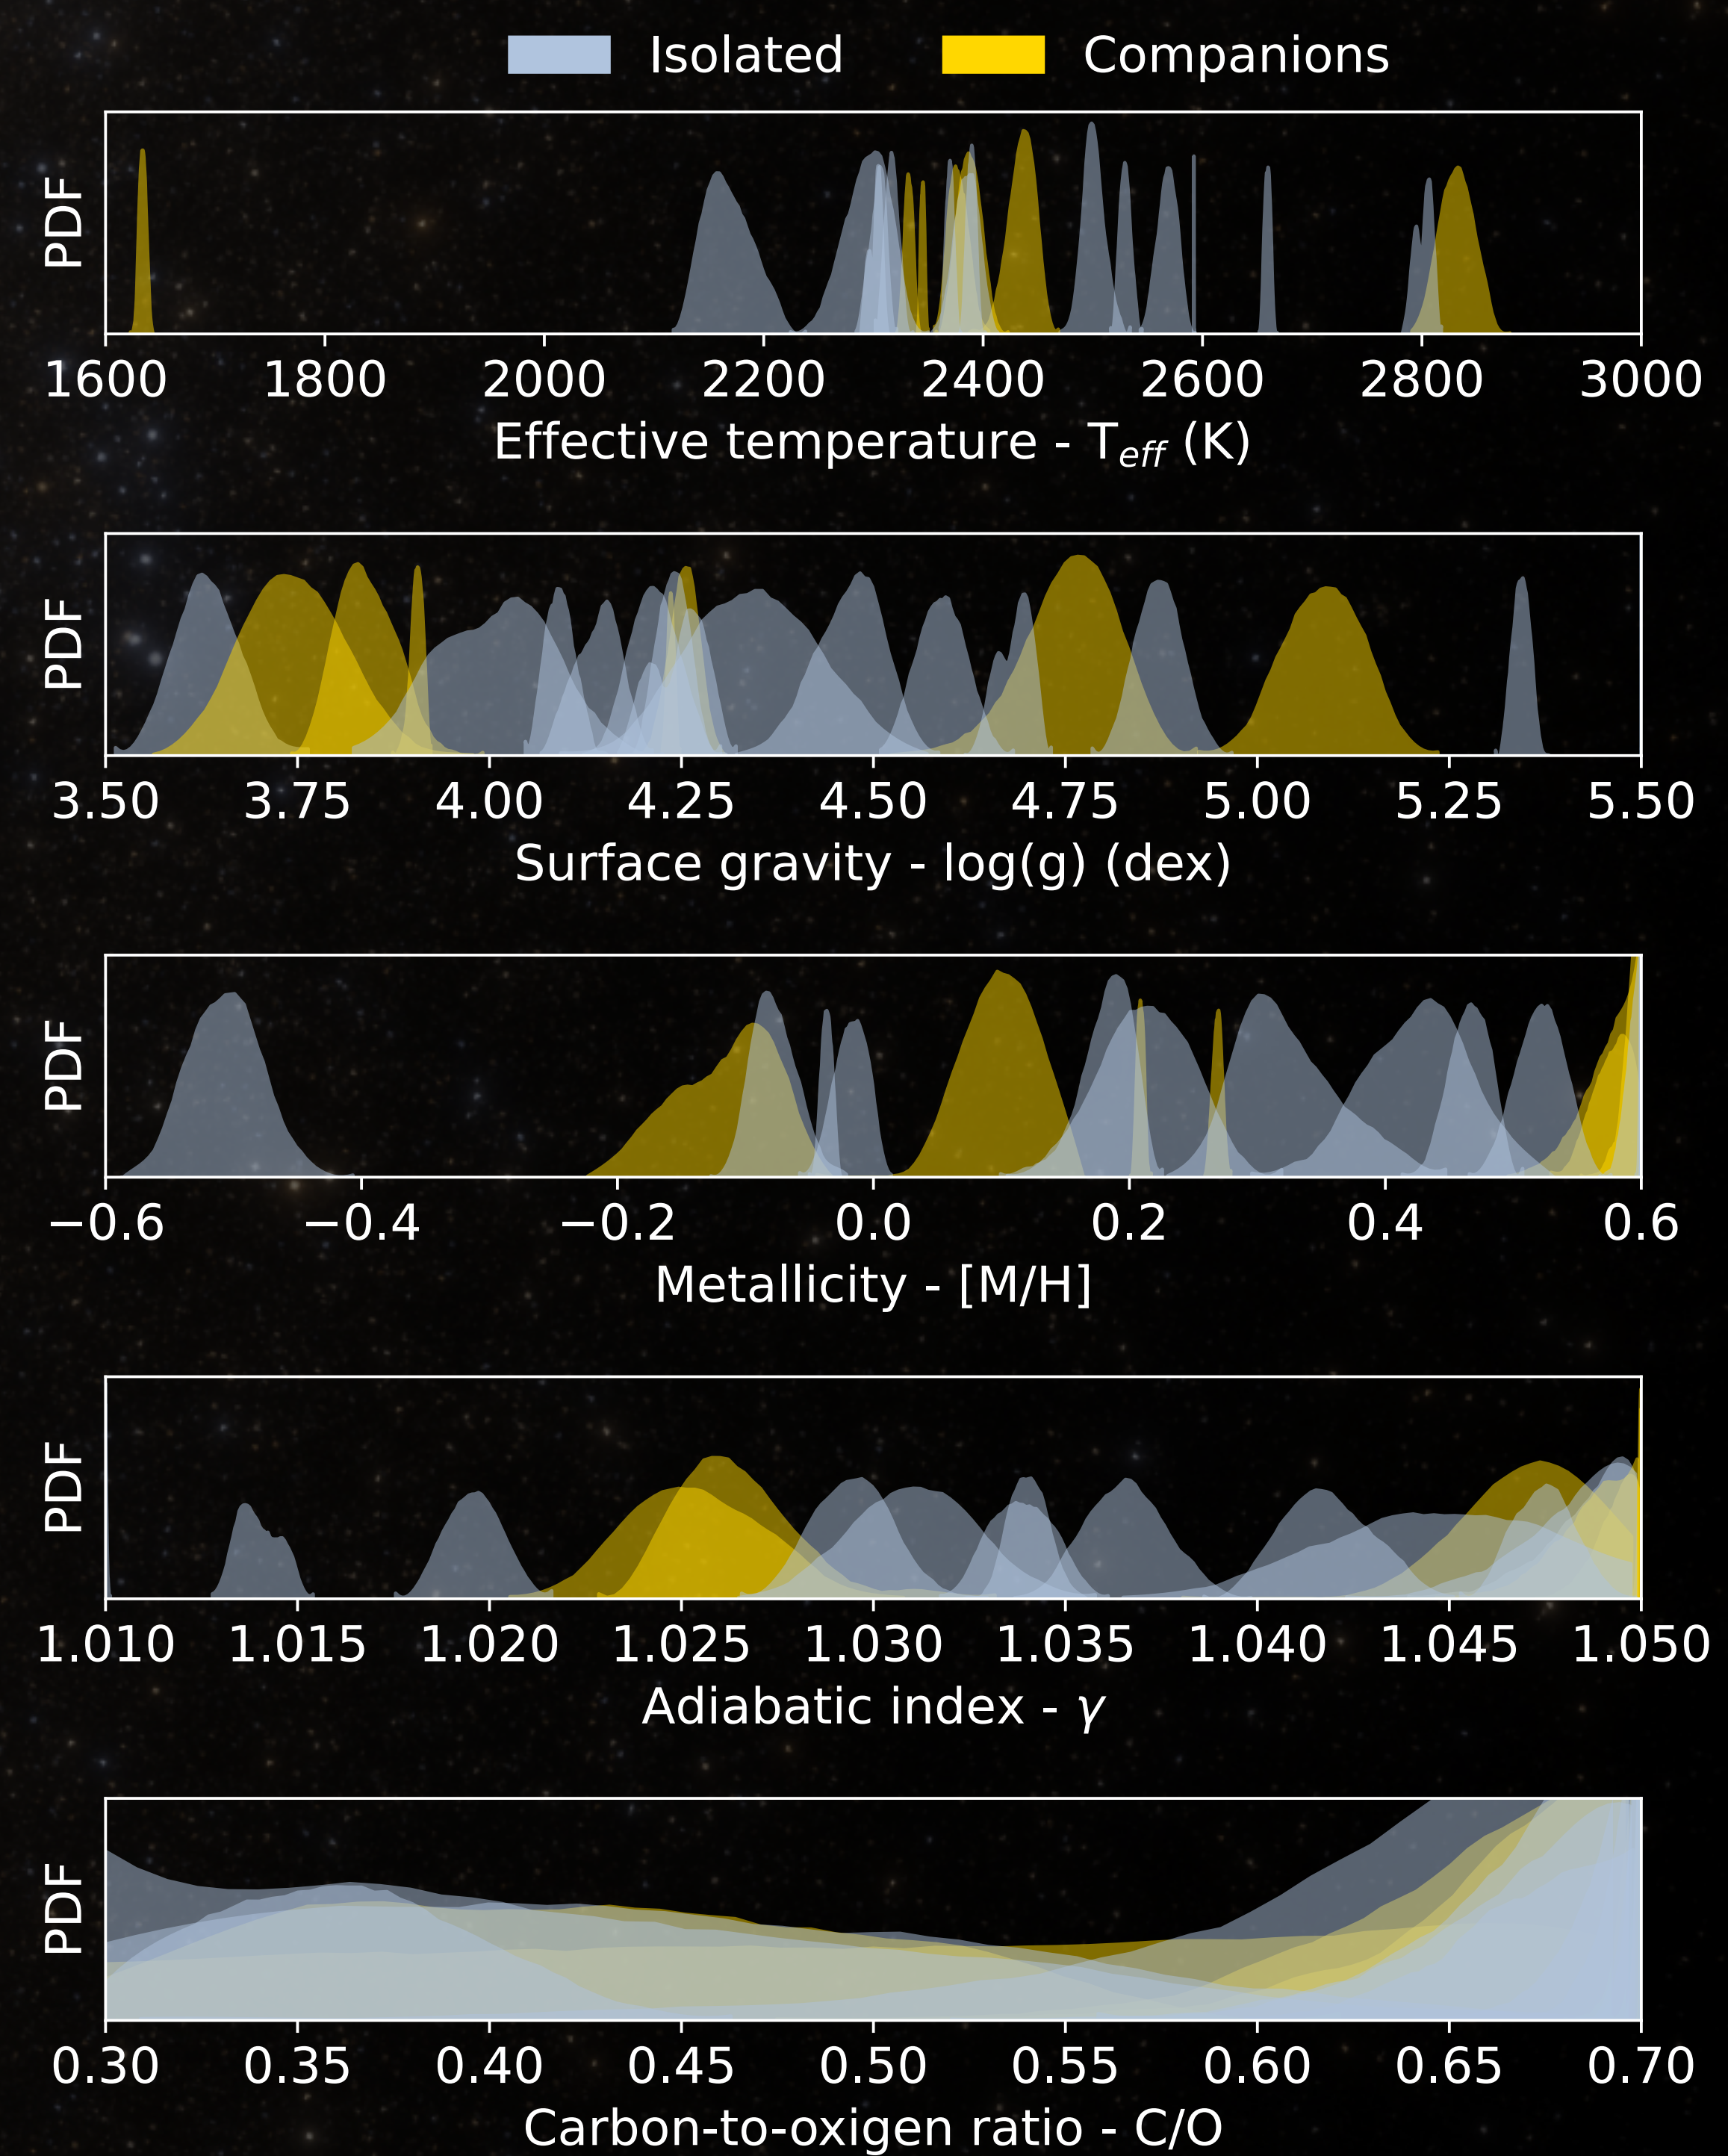 Isolated Companions
PDF
1600 1800 2000 2200 2400 2600 2800 3000
Effective temperature - T_eff (K)
PDF
3.50 3.75 4.00 4.25 4.50 4.75 5.00 5.25 5.50
Surface gravity - log(g) (dex)
PDF
−0.6 −0.4 −0.2 0.0 0.2 0.4 0.6
Metallicity - [M/H]
PDF
1.010 1.015 1.020 1.025 1.030 1.035 1.040 1.045 1.050
Adiabatic index - γ
PDF
0.30 0.35 0.40 0.45 0.50 0.55 0.60 0.65 0.70
Carbon-to-oxigen ratio - C/O